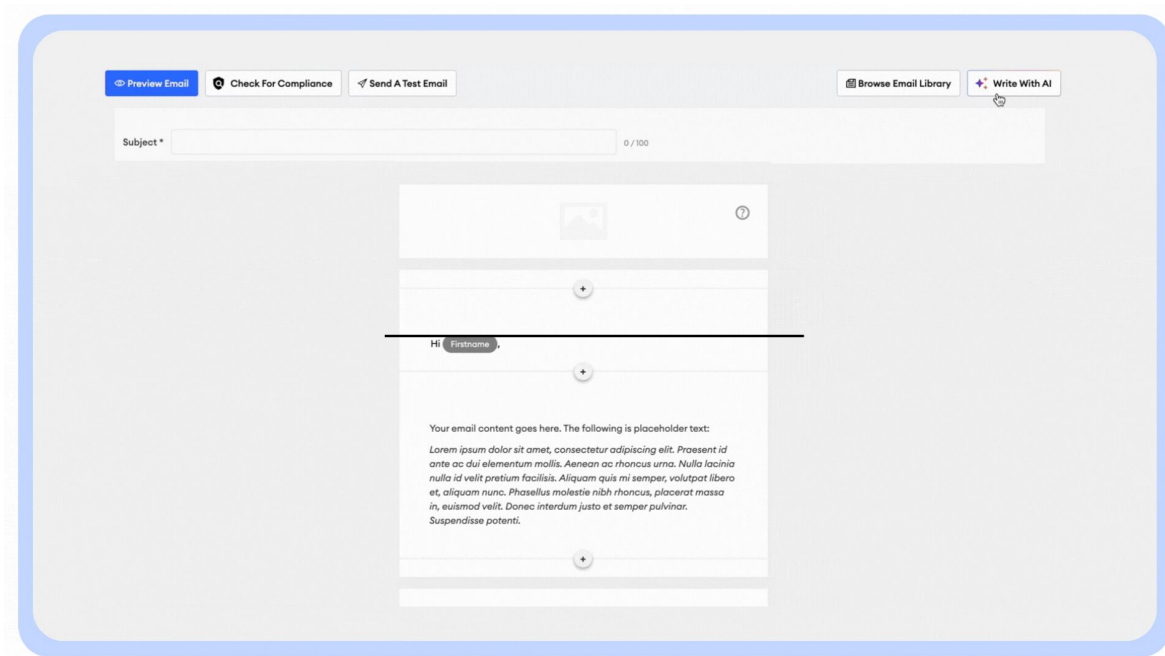 Preview Email Check For Compliance Send A Test Email Browse Email Library Write With AI
Subject * 0 / 100
Hi Firstname ,
Your email content goes here. The following is placeholder text:
Lorem ipsum dolor sit amet, consectetur adipiscing elit. Praesent id
ante ac dui elementum mollis. Aenean ac rhoncus urna. Nulla lacinia
nulla id velit pretium facilisis. Aliquam quis mi semper, volutpat libero
et, aliquam nunc. Phasellus molestie nibh rhoncus, placerat massa
in, euismod velit. Donec interdum justo et semper pulvinar.
Suspendisse potenti.